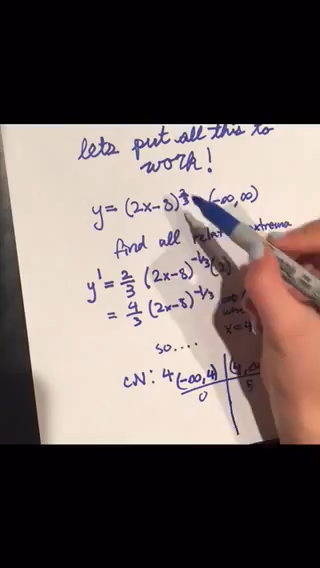 lets put all this to
work!
y = (2x-8)^(2/3) (-∞,∞)
find all extrema
y' = 2/3 (2x-8)^(-1/3) (2)
= 4/3 (2x-8)^(-1/3)
x=4
so....
CN: 4 (-∞,4) (4,
0 5